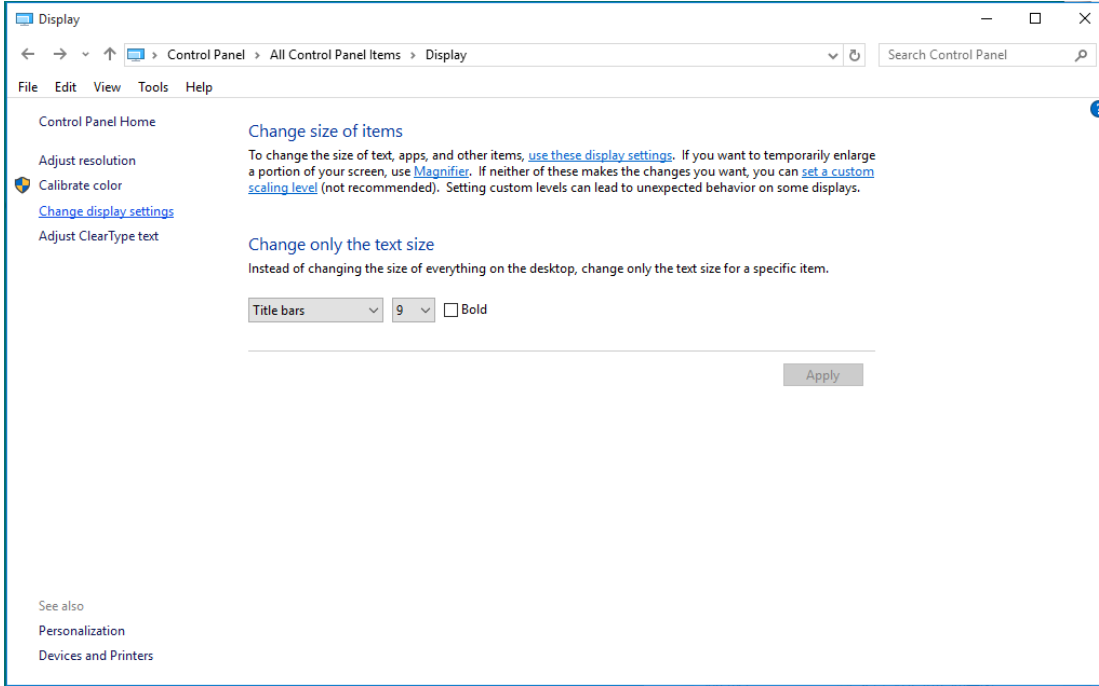 Display
Control Panel > All Control Panel Items > Display
Search Control Panel
File Edit View Tools Help
Control Panel Home
Adjust resolution
Calibrate color
Change display settings
Adjust ClearType text
Change size of items
To change the size of text, apps, and other items, use these display settings. If you want to temporarily enlarge
a portion of your screen, use Magnifier. If neither of these makes the changes you want, you can set a custom
scaling level (not recommended). Setting custom levels can lead to unexpected behavior on some displays.
Change only the text size
Instead of changing the size of everything on the desktop, change only the text size for a specific item.
Title bars 9 Bold
Apply
See also
Personalization
Devices and Printers